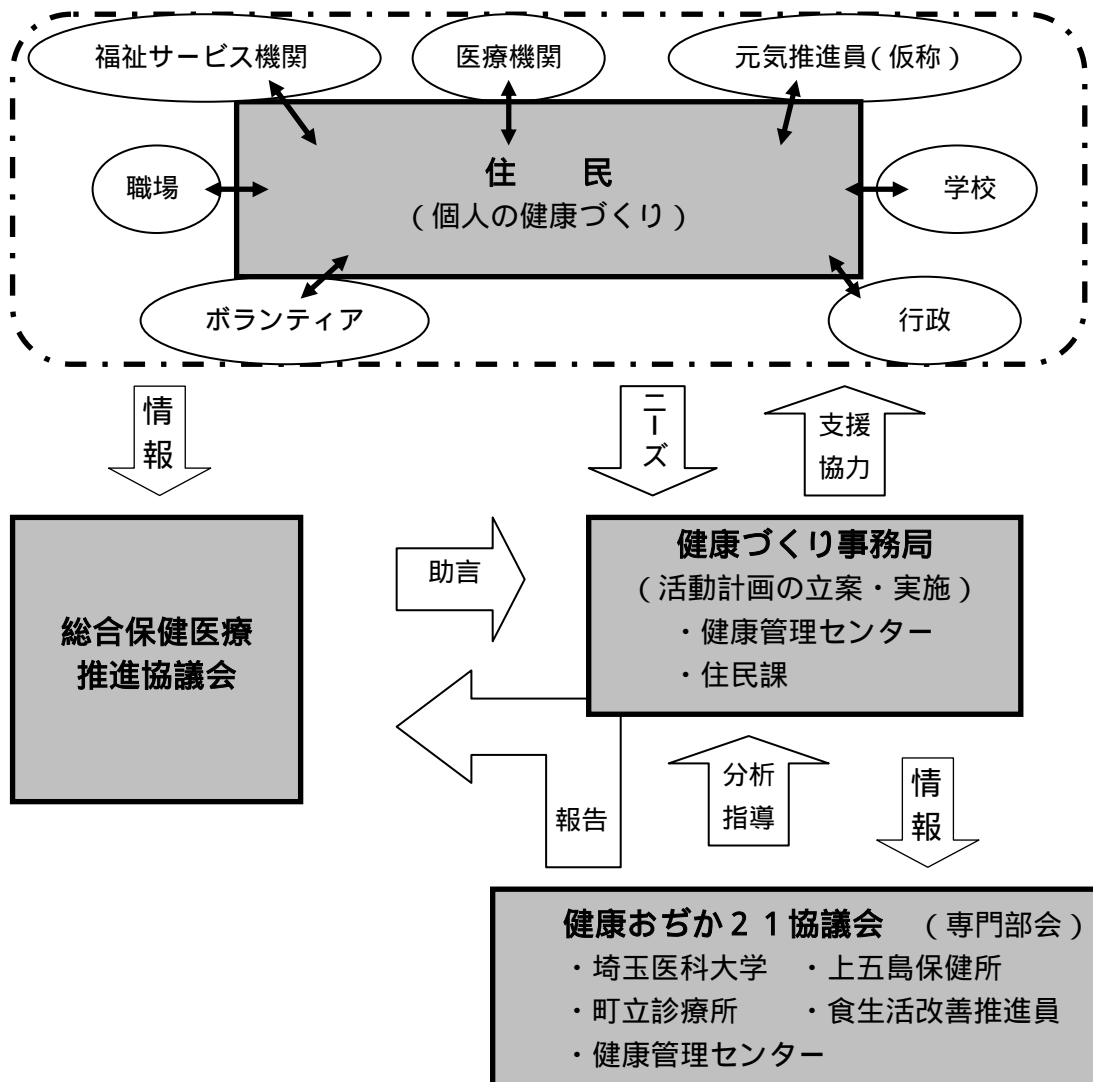 福祉サービス機関
医療機関
元気推進員（仮称）
住　　民
（個人の健康づくり）
職場
学校
ボランティア
行政
情報
ニーズ
支援
協力
総合保健医療
推進協議会
助言
健康づくり事務局
（活動計画の立案・実施）
・健康管理センター
・住民課
報告
分析
指導
情報
健康おぢか２１協議会　（専門部会）
・埼玉医科大学　・上五島保健所
・町立診療所　　・食生活改善推進員
・健康管理センター